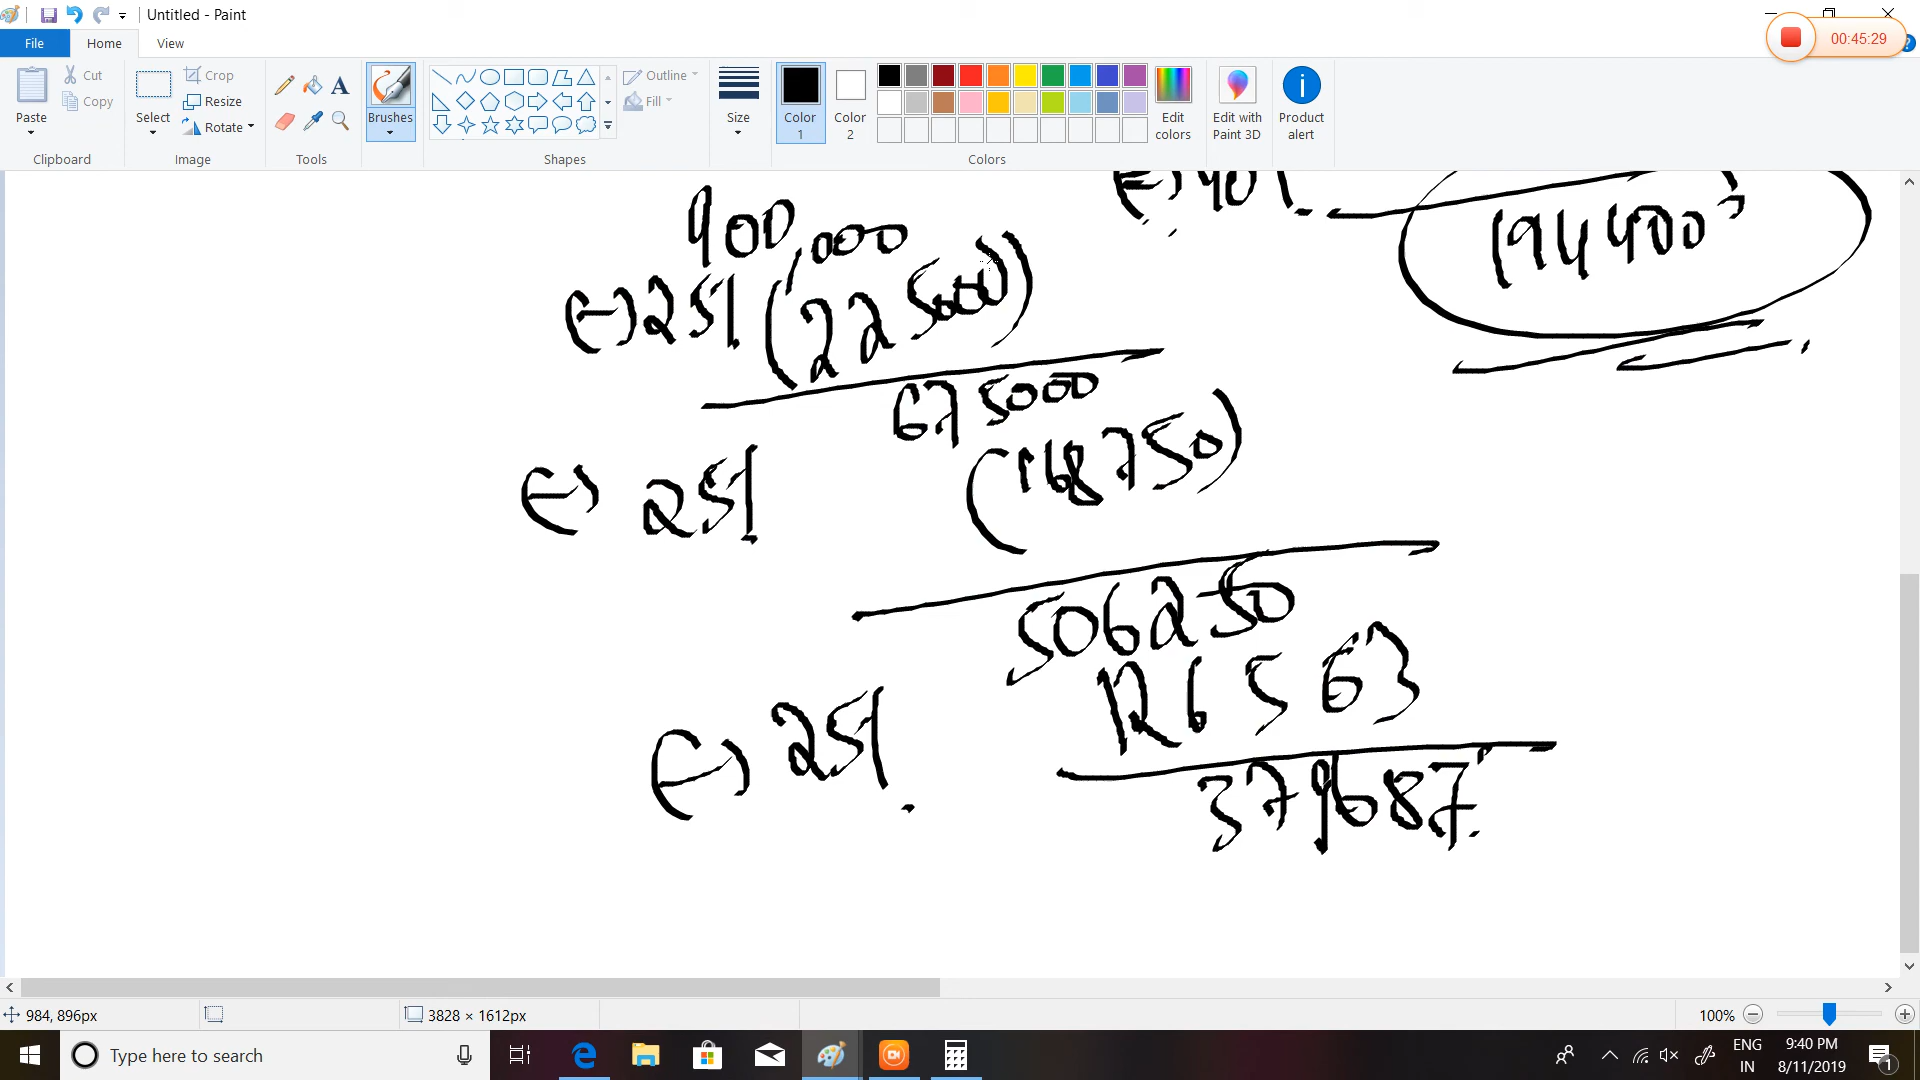 Untitled - Paint
00:45:29
File Home View
Cut
Copy
Paste
Clipboard
Crop
Resize
Rotate
Select
Image
Tools
Brushes
Outline
Fill
Shapes
Size
Color 1
Color 2
Edit colors
Colors
Edit with Paint 3D
Product alert
(-) 40%
194400
900,000
(-) 25% (225000)
675000
(-) 25% (168750)
506250
(-) 25% 126563
379687
984, 896px
3828 × 1612px
100%
Type here to search
ENG
IN
9:40 PM
8/11/2019
1